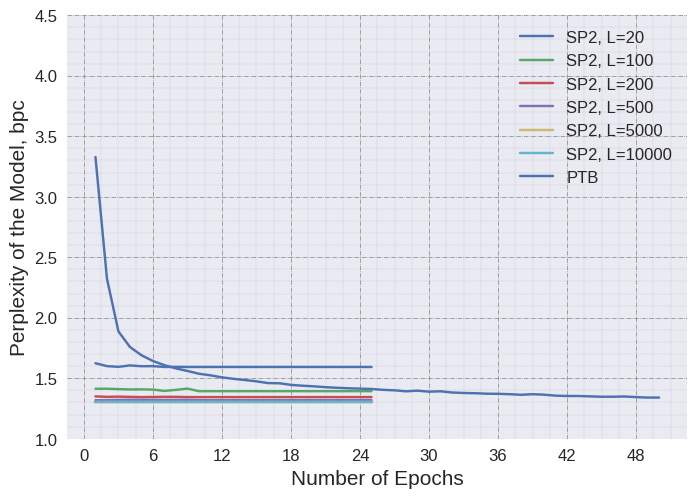 4.5
4.0
3.5
3.0
2.5
2.0
1.5
1.0
Perplexity of the Model, bpc
SP2, L=20
SP2, L=100
SP2, L=200
SP2, L=500
SP2, L=5000
SP2, L=10000
PTB
0 6 12 18 24 30 36 42 48
Number of Epochs